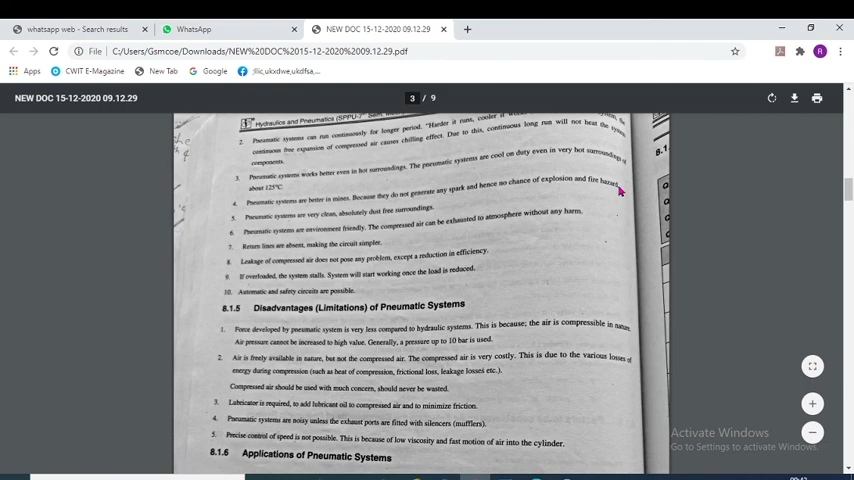 whatsapp web - Search results
WhatsApp
NEW DOC 15-12-2020 09.12.29
File C:/Users/Gsmcoe/Downloads/NEW%20DOC%2015-12-2020%2009.12.29.pdf
Apps CWIT E-Magazine New Tab Google ;llic,ukxdwe,ukdfsa,...
NEW DOC 15-12-2020 09.12.29
3 / 9
Hydraulics and Pneumatics (SPPU-7th Sem,
2. Pneumatic systems can run continuously for longer period. "Harder it runs, cooler it
continuous free expansion of compressed air causes chilling effect. Due to this, continuous long run will not heat the system
components.
3. Pneumatic systems works better even in hot surroundings. The pneumatic systems are cool on duty even in very hot surroundings of
about 125°C.
4. Pneumatic systems are better in mines. Because they do not generate any spark and hence no chance of explosion and fire hazard.
5. Pneumatic systems are very clean, absolutely dust free surroundings.
6. Pneumatic systems are environment friendly. The compressed air can be exhausted to atmosphere without any harm.
7. Return lines are absent, making the circuit simpler.
8. Leakage of compressed air does not pose any problem, except a reduction in efficiency.
9. If overloaded, the system stalls. System will start working once the load is reduced.
10. Automatic and safety circuits are possible.
8.1.5 Disadvantages (Limitations) of Pneumatic Systems
1. Force developed by pneumatic system is very less compared to hydraulic systems. This is because; the air is compressible in nature.
Air pressure cannot be increased to high value. Generally, a pressure up to 10 bar is used.
2. Air is freely available in nature, but not the compressed air. The compressed air is very costly. This is due to the various losses of
energy during compression (such as heat of compression, frictional loss, leakage losses etc.).
Compressed air should be used with much concern, should never be wasted.
3. Lubricator is required, to add lubricant oil to compressed air and to minimize friction.
4. Pneumatic systems are noisy unless the exhaust ports are fitted with silencers (mufflers).
5. Precise control of speed is not possible. This is because of low viscosity and fast motion of air into the cylinder.
8.1.6 Applications of Pneumatic Systems
8.1
Activate Windows
Go to Settings to activate Windows.